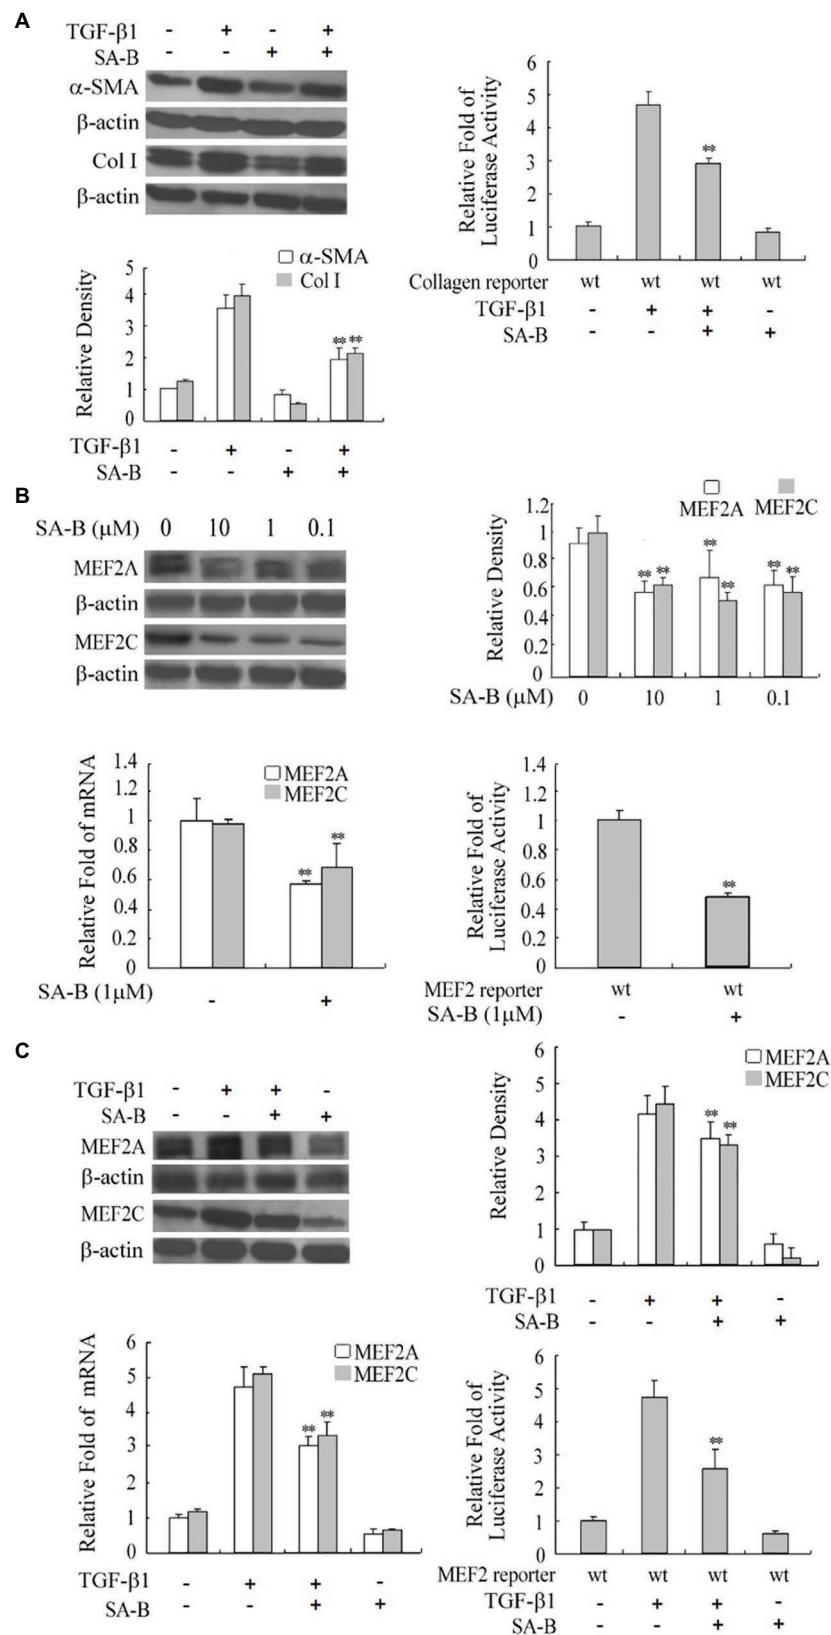 A
TGF-β1 - + - +
SA-B - - + +
α-SMA
β-actin
Col I
β-actin
α-SMA
Col I
Relative Density
5
4
3
2
1
0
TGF-β1 - + - +
SA-B - - + +
** **
Relative Fold of
Luciferase Activity
6
5
4
3
2
1
0
**
Collagen reporter wt wt wt wt
TGF-β1 - + + -
SA-B - - + +
B
SA-B (μM) 0 10 1 0.1
MEF2A
β-actin
MEF2C
β-actin
MEF2A MEF2C
Relative Density
1.2
1
0.8
0.6
0.4
0.2
0
** ** ** ** ** **
SA-B (μM) 0 10 1 0.1
Relative Fold of mRNA
1.4
1.2
1
0.8
0.6
0.4
0.2
0
MEF2A
MEF2C
** **
SA-B (1μM) - +
Relative Fold of
Luciferase Activity
1.4
1.2
1
0.8
0.6
0.4
0.2
0
**
MEF2 reporter wt wt
SA-B (1μM) - +
C
TGF-β1 - + + -
SA-B - - + +
MEF2A
β-actin
MEF2C
β-actin
Relative Density
6
5
4
3
2
1
0
MEF2A
MEF2C
** **
TGF-β1 - + + -
SA-B - - + +
Relative Fold of mRNA
6
5
4
3
2
1
0
MEF2A
MEF2C
** **
TGF-β1 - + + -
SA-B - - + +
Relative Fold of
Luciferase Activity
6
5
4
3
2
1
0
**
MEF2 reporter wt wt wt wt
TGF-β1 - + + -
SA-B - - + +